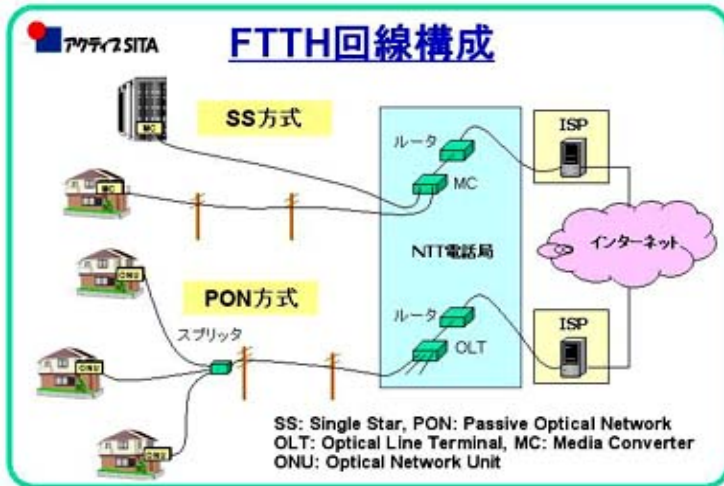 アクティブSITA
FTTH回線構成
SS方式
MC
MC
ルータ
MC
ISP
NTT電話局
インターネット
ONU
PON方式
スプリッタ
ONU
ONU
ルータ
OLT
ISP
SS: Single Star, PON: Passive Optical Network
OLT: Optical Line Terminal, MC: Media Converter
ONU: Optical Network Unit